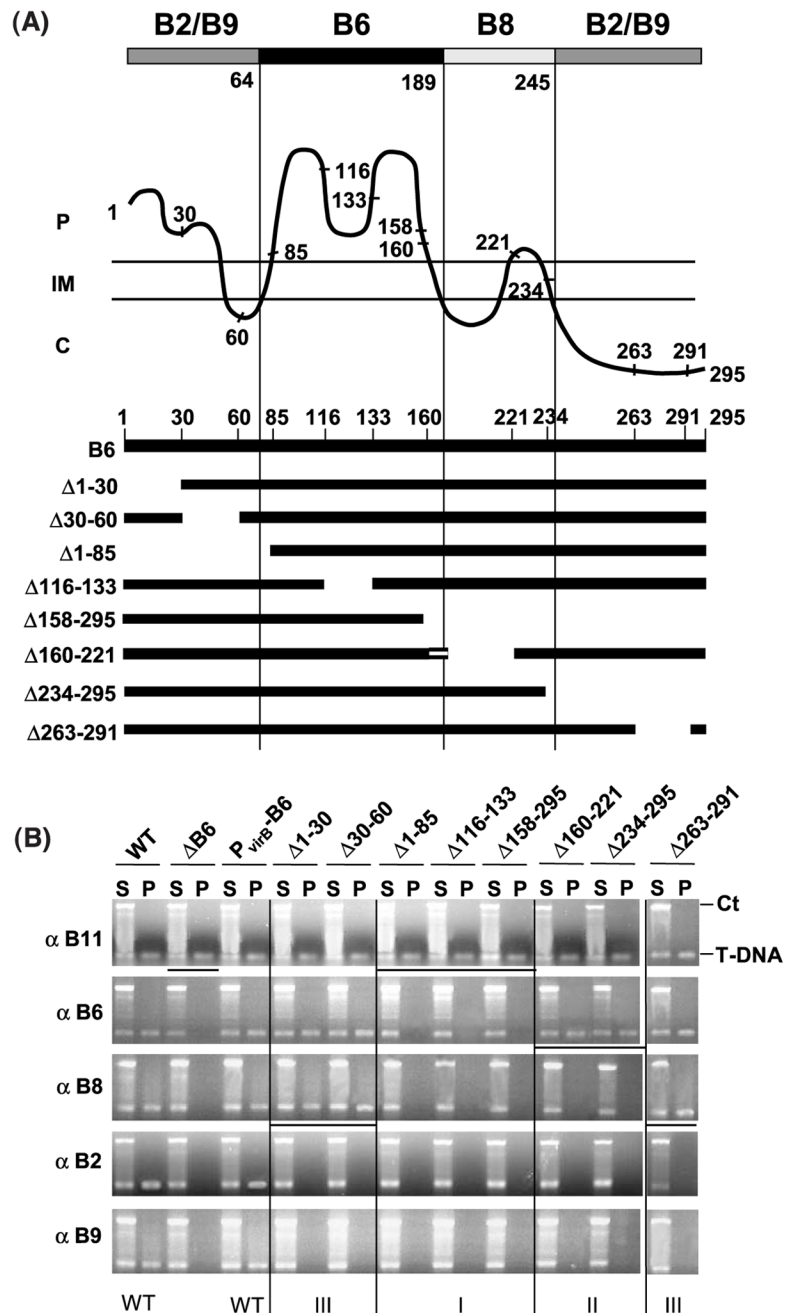 (A)
B2/B9 B6 B8 B2/B9
64 189 245
116
1 30 133
P 158
85 160 221
IM 234
60
C 263 291
295
1 30 60 85 116 133 160 221 234 263 291 295
B6
Δ1-30
Δ30-60
Δ1-85
Δ116-133
Δ158-295
Δ160-221
Δ234-295
Δ263-291
(B)
WT ΔB6 PvirB-B6 Δ1-30 Δ30-60 Δ1-85 Δ116-133 Δ158-295 Δ160-221 Δ234-295 Δ263-291
S P S P S P S P S P S P S P S P S P S P S P
Ct
α B11
T-DNA
α B6
α B8
α B2
α B9
WT WT III I II III